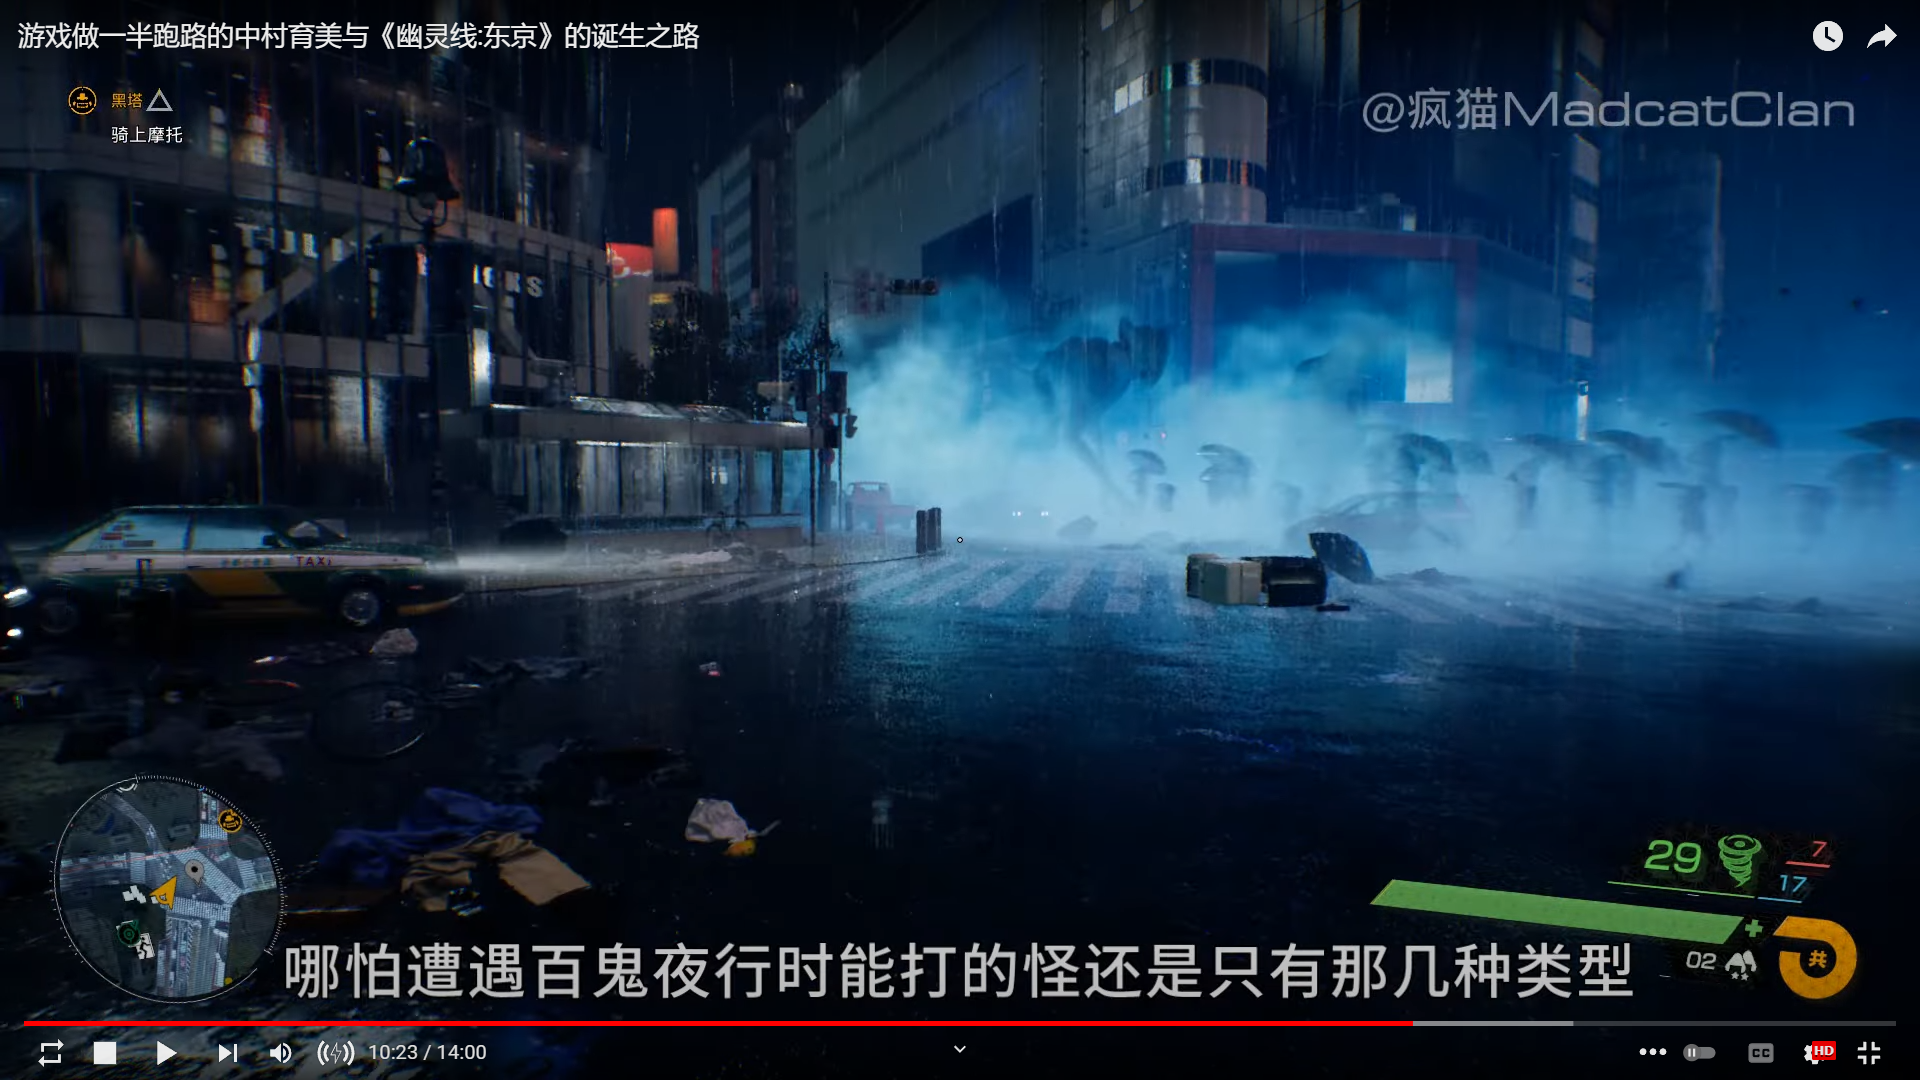 游戏做一半跑路的中村育美与《幽灵线:东京》的诞生之路
黑塔
骑上摩托
@疯猫MadcatClan
TAXI
29
7
17
02
哪怕遭遇百鬼夜行时能打的怪还是只有那几种类型
10:23 / 14:00
CC
HD